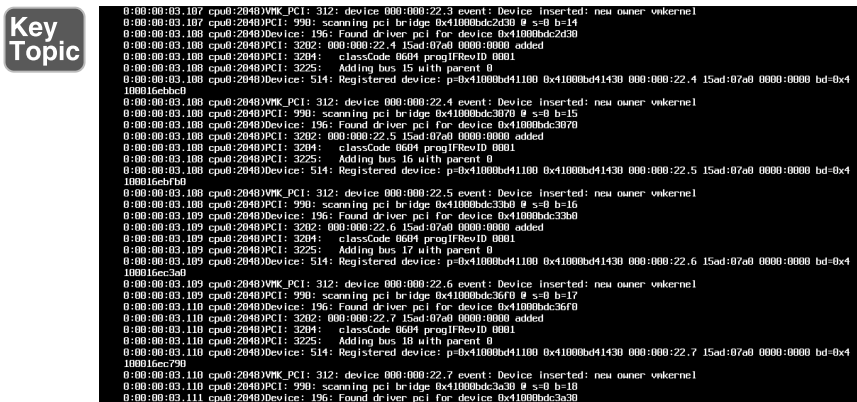 Key
Topic
0:00:00:03.107 cpu0:2048)VMK_PCI: 312: device 000:000:22.3 event: Device inserted: new owner vmkernel
0:00:00:03.107 cpu0:2048)PCI: 990: scanning pci bridge 0x41000bdc2d30 @ s=0 b=14
0:00:00:03.108 cpu0:2048)Device: 196: Found driver pci for device 0x41000bdc2d30
0:00:00:03.108 cpu0:2048)PCI: 3202: 000:000:22.4 15ad:07a0 0000:0000 added
0:00:00:03.108 cpu0:2048)PCI: 3204: classCode 0604 progIFRevID 0001
0:00:00:03.108 cpu0:2048)PCI: 3225: Adding bus 15 with parent 0
0:00:00:03.108 cpu0:2048)Device: 514: Registered device: p=0x41000bd41100 0x41000bd41430 000:000:22.4 15ad:07a0 0000:0000 bd=0x4
100016ebbc0
0:00:00:03.108 cpu0:2048)VMK_PCI: 312: device 000:000:22.4 event: Device inserted: new owner vmkernel
0:00:00:03.108 cpu0:2048)PCI: 990: scanning pci bridge 0x41000bdc3070 @ s=0 b=15
0:00:00:03.108 cpu0:2048)Device: 196: Found driver pci for device 0x41000bdc3070
0:00:00:03.108 cpu0:2048)PCI: 3202: 000:000:22.5 15ad:07a0 0000:0000 added
0:00:00:03.108 cpu0:2048)PCI: 3204: classCode 0604 progIFRevID 0001
0:00:00:03.108 cpu0:2048)PCI: 3225: Adding bus 16 with parent 0
0:00:00:03.108 cpu0:2048)Device: 514: Registered device: p=0x41000bd41100 0x41000bd41430 000:000:22.5 15ad:07a0 0000:0000 bd=0x4
100016ebfb0
0:00:00:03.108 cpu0:2048)VMK_PCI: 312: device 000:000:22.5 event: Device inserted: new owner vmkernel
0:00:00:03.108 cpu0:2048)PCI: 990: scanning pci bridge 0x41000bdc33b0 @ s=0 b=16
0:00:00:03.109 cpu0:2048)Device: 196: Found driver pci for device 0x41000bdc33b0
0:00:00:03.109 cpu0:2048)PCI: 3202: 000:000:22.6 15ad:07a0 0000:0000 added
0:00:00:03.109 cpu0:2048)PCI: 3204: classCode 0604 progIFRevID 0001
0:00:00:03.109 cpu0:2048)PCI: 3225: Adding bus 17 with parent 0
0:00:00:03.109 cpu0:2048)Device: 514: Registered device: p=0x41000bd41100 0x41000bd41430 000:000:22.6 15ad:07a0 0000:0000 bd=0x4
100016ec3a0
0:00:00:03.109 cpu0:2048)VMK_PCI: 312: device 000:000:22.6 event: Device inserted: new owner vmkernel
0:00:00:03.109 cpu0:2048)PCI: 990: scanning pci bridge 0x41000bdc36f0 @ s=0 b=17
0:00:00:03.110 cpu0:2048)Device: 196: Found driver pci for device 0x41000bdc36f0
0:00:00:03.110 cpu0:2048)PCI: 3202: 000:000:22.7 15ad:07a0 0000:0000 added
0:00:00:03.110 cpu0:2048)PCI: 3204: classCode 0604 progIFRevID 0001
0:00:00:03.110 cpu0:2048)PCI: 3225: Adding bus 18 with parent 0
0:00:00:03.110 cpu0:2048)Device: 514: Registered device: p=0x41000bd41100 0x41000bd41430 000:000:22.7 15ad:07a0 0000:0000 bd=0x4
100016ec790
0:00:00:03.110 cpu0:2048)VMK_PCI: 312: device 000:000:22.7 event: Device inserted: new owner vmkernel
0:00:00:03.110 cpu0:2048)PCI: 990: scanning pci bridge 0x41000bdc3a30 @ s=0 b=18
0:00:00:03.111 cpu0:2048)Device: 196: Found driver pci for device 0x41000bdc3a30